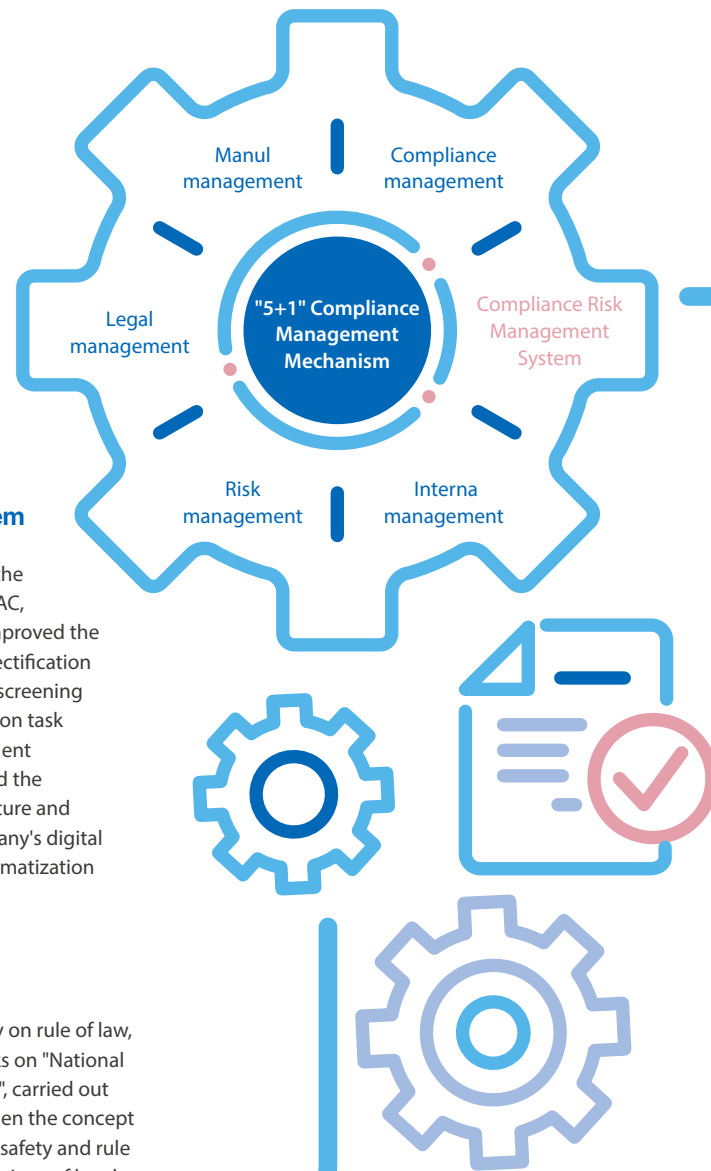 Manul
management
Compliance
management
Legal
management
"5+1" Compliance
Management
Mechanism
Compliance Risk
Management
System
Risk
management
Interna
management
em
the
AC,
proved the
ectification
screening
on task
ent
d the
ture and
any's digital
matization
y on rule of law,
s on "National
", carried out
en the concept
safety and rule